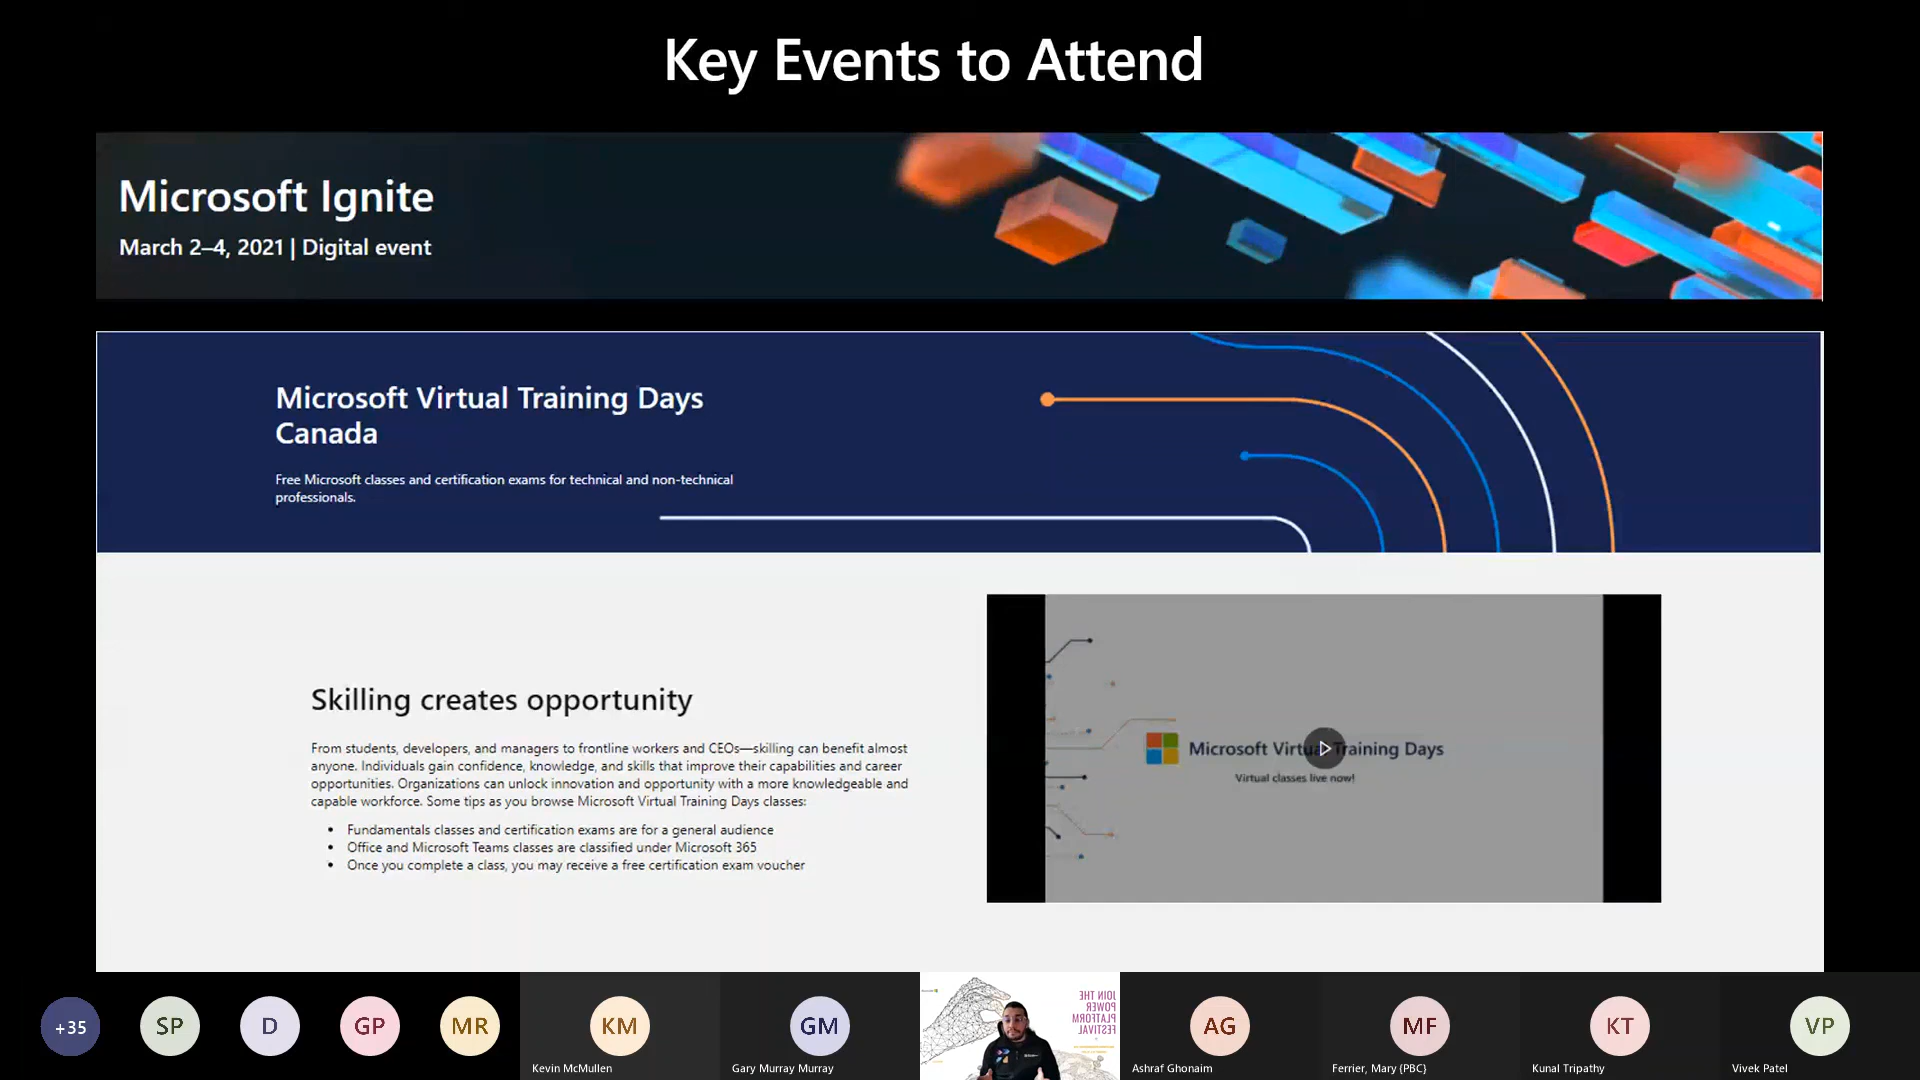 Key Events to Attend
Microsoft Ignite
March 2–4, 2021 | Digital event
Microsoft Virtual Training Days
Canada
Free Microsoft classes and certification exams for technical and non-technical
professionals.
Skilling creates opportunity
From students, developers, and managers to frontline workers and CEOs—skilling can benefit almost
anyone. Individuals gain confidence, knowledge, and skills that improve their capabilities and career
opportunities. Organizations can unlock innovation and opportunity with a more knowledgeable and
capable workforce. Some tips as you browse Microsoft Virtual Training Days classes:
• Fundamentals classes and certification exams are for a general audience
• Office and Microsoft Teams classes are classified under Microsoft 365
• Once you complete a class, you may receive a free certification exam voucher
Microsoft Virtual Training Days
Virtual classes live now!
+35
SP
D
GP
MR
KM
Kevin McMullen
GM
Gary Murray Murray
JOIN THE
POWER
PLATFORM
FESTIVAL
AG
Ashraf Ghonaim
MF
Ferrier, Mary (PBC)
KT
Kunal Tripathy
VP
Vivek Patel